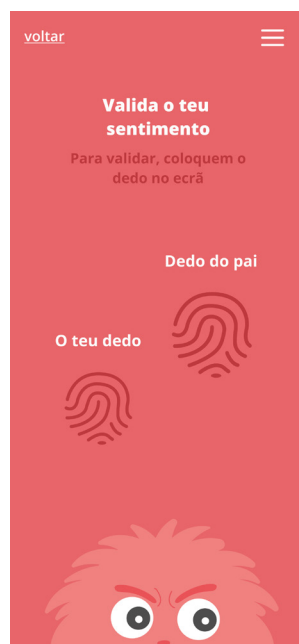 voltar
Valida o teu
sentimento
Para validar, coloquem o
dedo no ecrã
Dedo do pai
O teu dedo